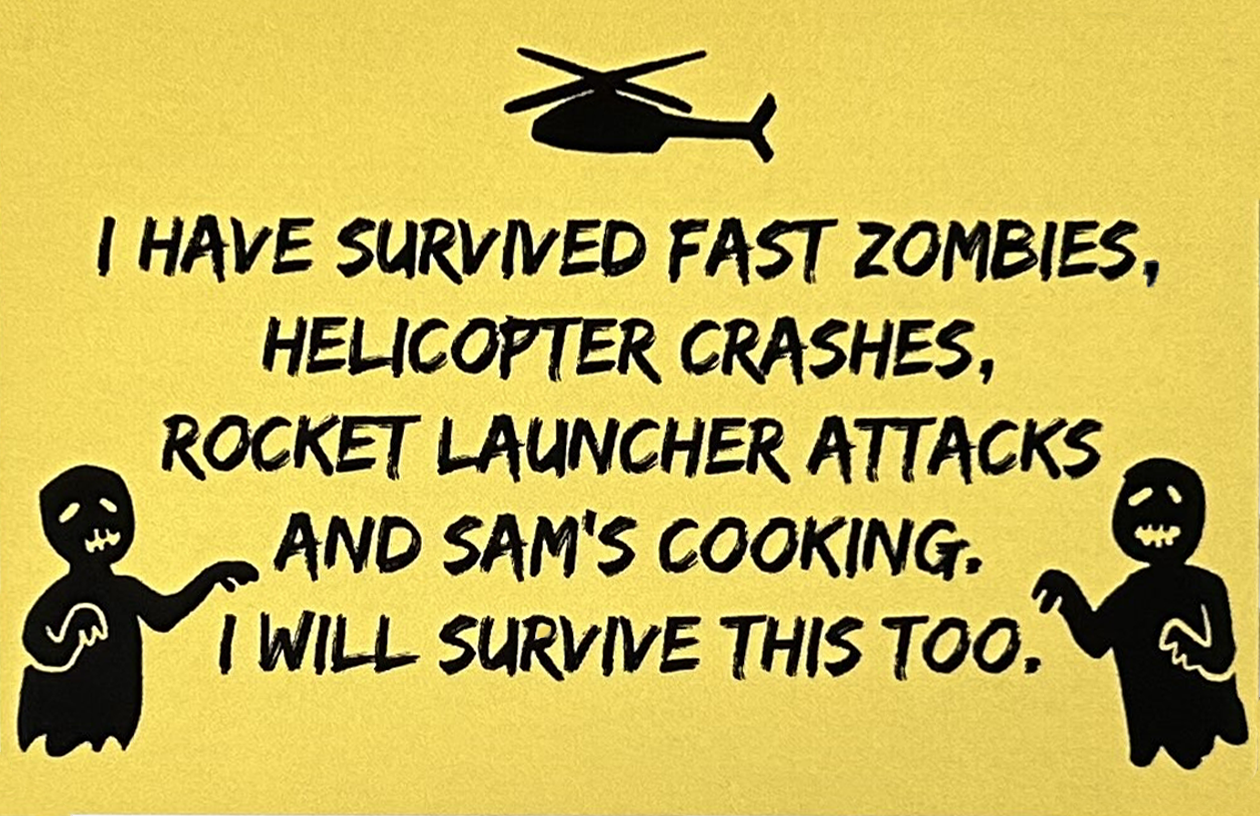 I HAVE SURVIVED FAST ZOMBIES,
HELICOPTER CRASHES,
ROCKET LAUNCHER ATTACKS
AND SAM'S COOKING.
I WILL SURVIVE THIS TOO.